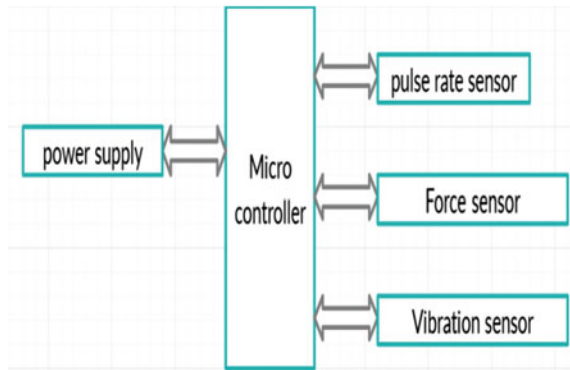 power supply
Micro
controller
pulse rate sensor
Force sensor
Vibration sensor